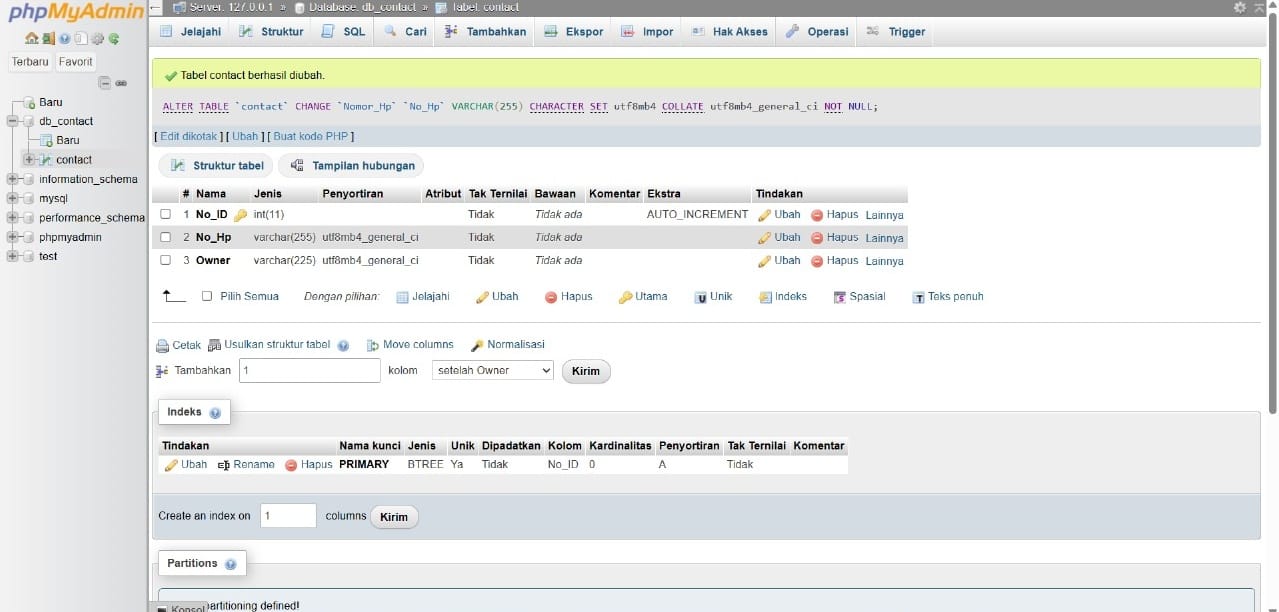 phpMyAdmin
Server: 127.0.0.1 » Database: db_contact » Tabel: contact
Jelajahi Struktur SQL Cari Tambahkan Ekspor Impor Hak Akses Operasi Trigger
Terbaru Favorit
Baru
db_contact
Baru
contact
information_schema
mysql
performance_schema
phpmyadmin
test
Tabel contact berhasil diubah.
ALTER TABLE `contact` CHANGE `Nomor_Hp` `No_Hp` VARCHAR(255) CHARACTER SET utf8mb4 COLLATE utf8mb4_general_ci NOT NULL;
[ Edit dikotak ] [ Ubah ] [ Buat kode PHP ]
Struktur tabel Tampilan hubungan
# Nama Jenis Penyortiran Atribut Tak Ternilai Bawaan Komentar Ekstra Tindakan
1 No_ID int(11) Tidak Tidak ada AUTO_INCREMENT Ubah Hapus Lainnya
2 No_Hp varchar(255) utf8mb4_general_ci Tidak Tidak ada Ubah Hapus Lainnya
3 Owner varchar(225) utf8mb4_general_ci Tidak Tidak ada Ubah Hapus Lainnya
Pilih Semua Dengan pilihan: Jelajahi Ubah Hapus Utama Unik Indeks Spasial Teks penuh
Cetak Usulkan struktur tabel Move columns Normalisasi
Tambahkan 1 kolom setelah Owner Kirim
Indeks
Tindakan Nama kunci Jenis Unik Dipadatkan Kolom Kardinalitas Penyortiran Tak Ternilai Komentar
Ubah Rename Hapus PRIMARY BTREE Ya Tidak No_ID 0 A Tidak
Create an index on 1 columns Kirim
Partitions
partitioning defined!
Konsol